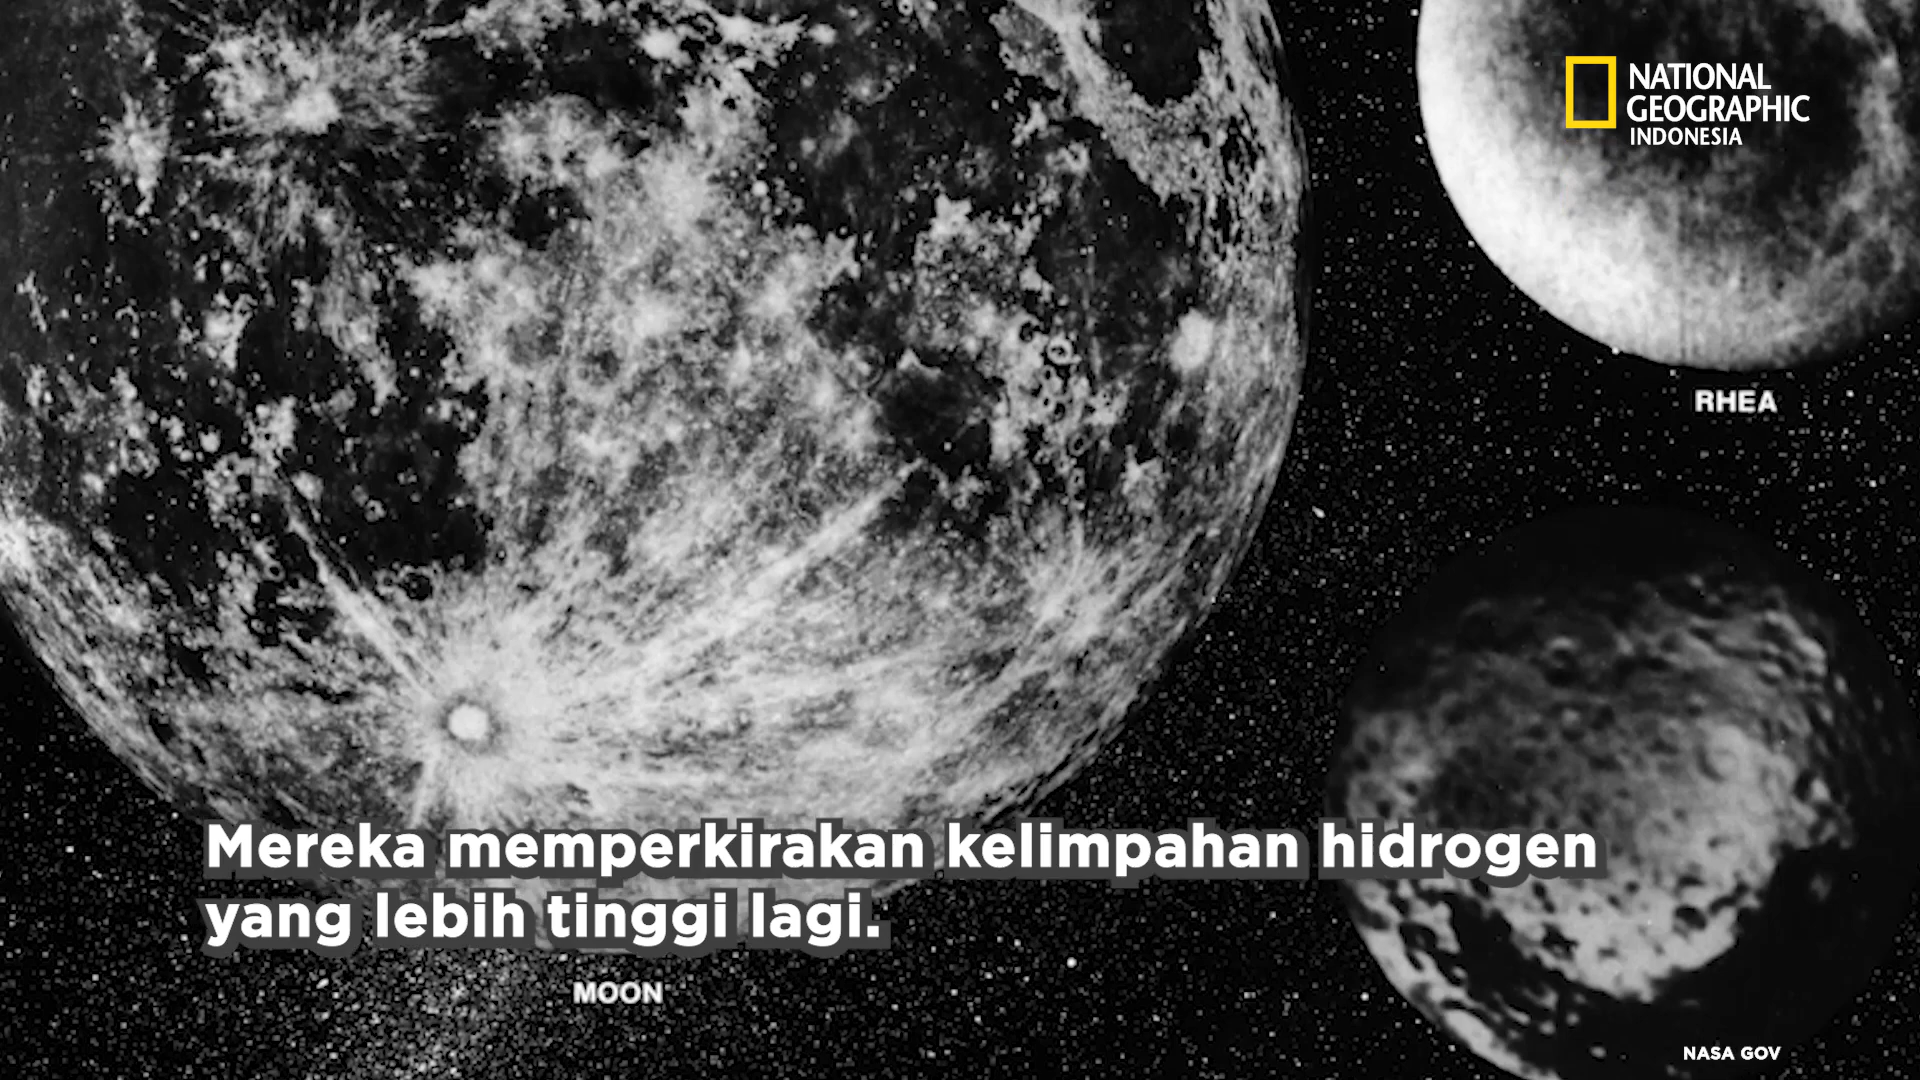 NATIONAL
GEOGRAPHIC
INDONESIA
RHEA
Mereka memperkirakan kelimpahan hidrogen
yang lebih tinggi lagi.
MOON
NASA GOV